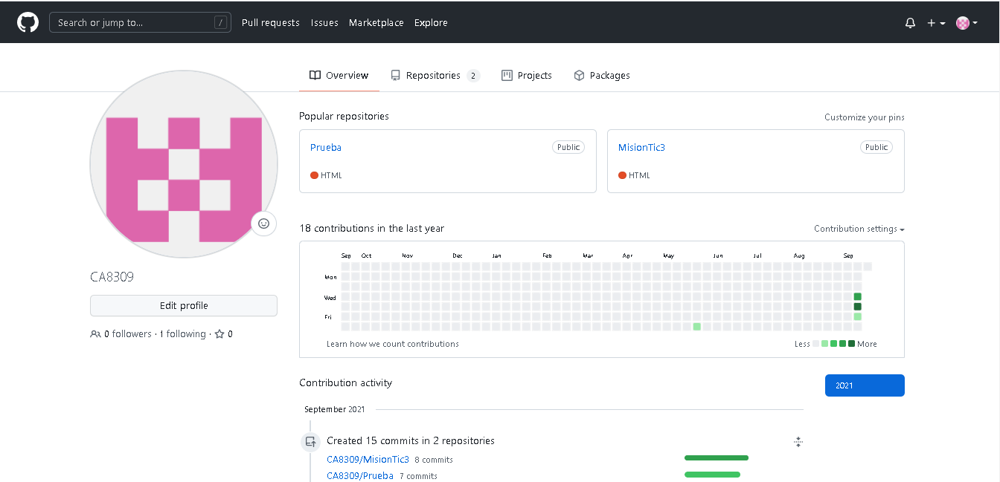 Search or jump to... / Pull requests Issues Marketplace Explore
Overview Repositories 2 Projects Packages
Popular repositories Customize your pins
Prueba Public
HTML
MisionTic3 Public
HTML
CA8309
Edit profile
0 followers · 1 following · 0
18 contributions in the last year Contribution settings
Sep Oct Nov Dec Jan Feb Mar Apr May Jun Jul Aug Sep
Mon
Wed
Fri
Learn how we count contributions Less More
Contribution activity 2021
September 2021
Created 15 commits in 2 repositories
CA8309/MisionTic3 8 commits
CA8309/Prueba 7 commits